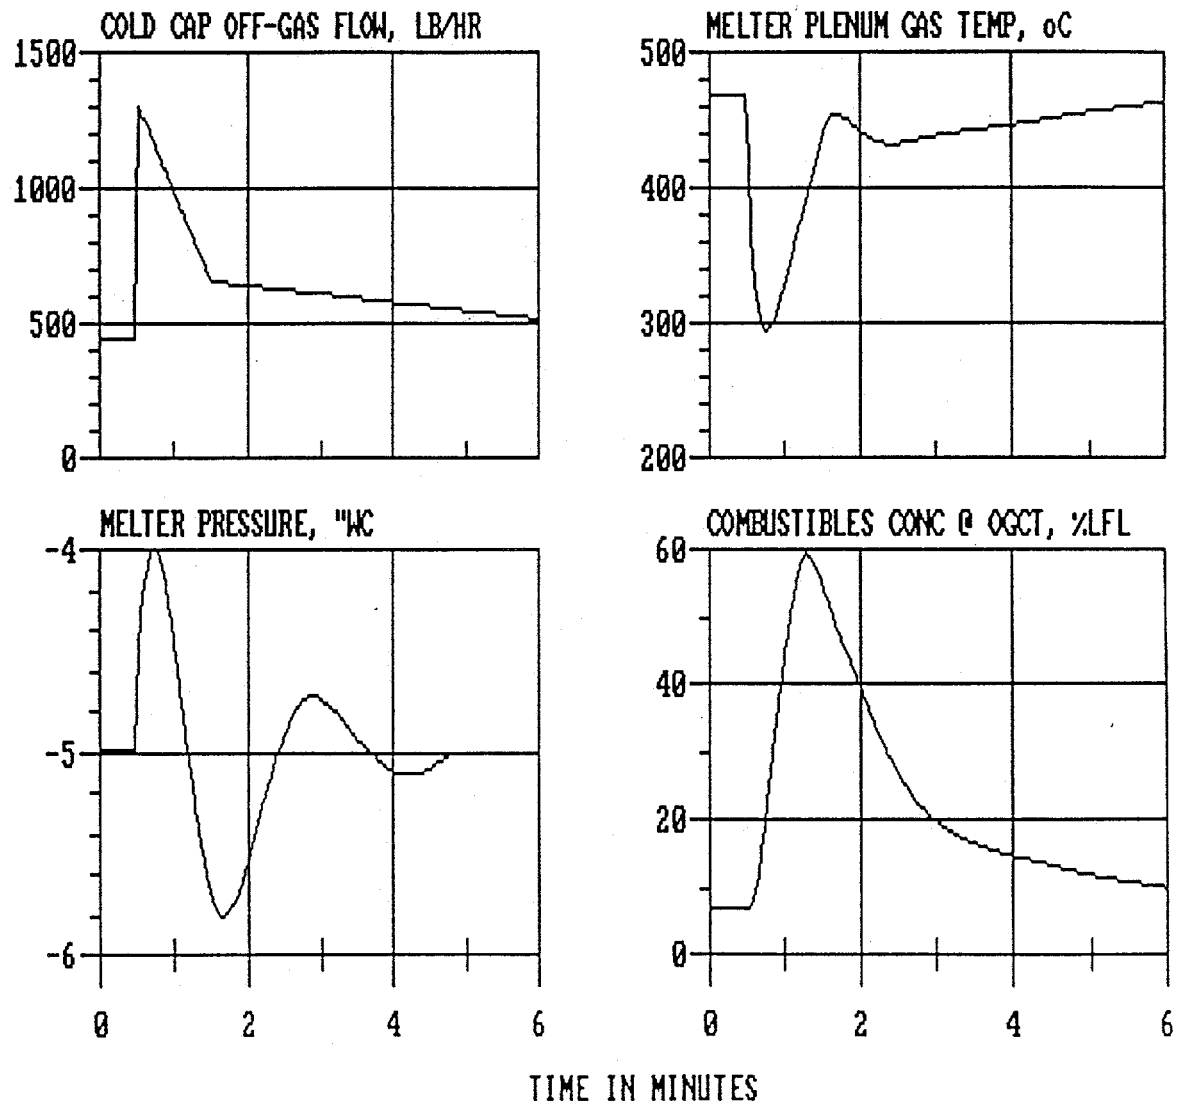 COLD CAP OFF-GAS FLOW, LB/HR
1500
1000
500
0
MELTER PLENUM GAS TEMP, oC
500
400
300
200
MELTER PRESSURE, "WC
-4
-5
-6
0 2 4 6
COMBUSTIBLES CONC @ OGCT, %LFL
60
40
20
0
0 2 4 6
TIME IN MINUTES